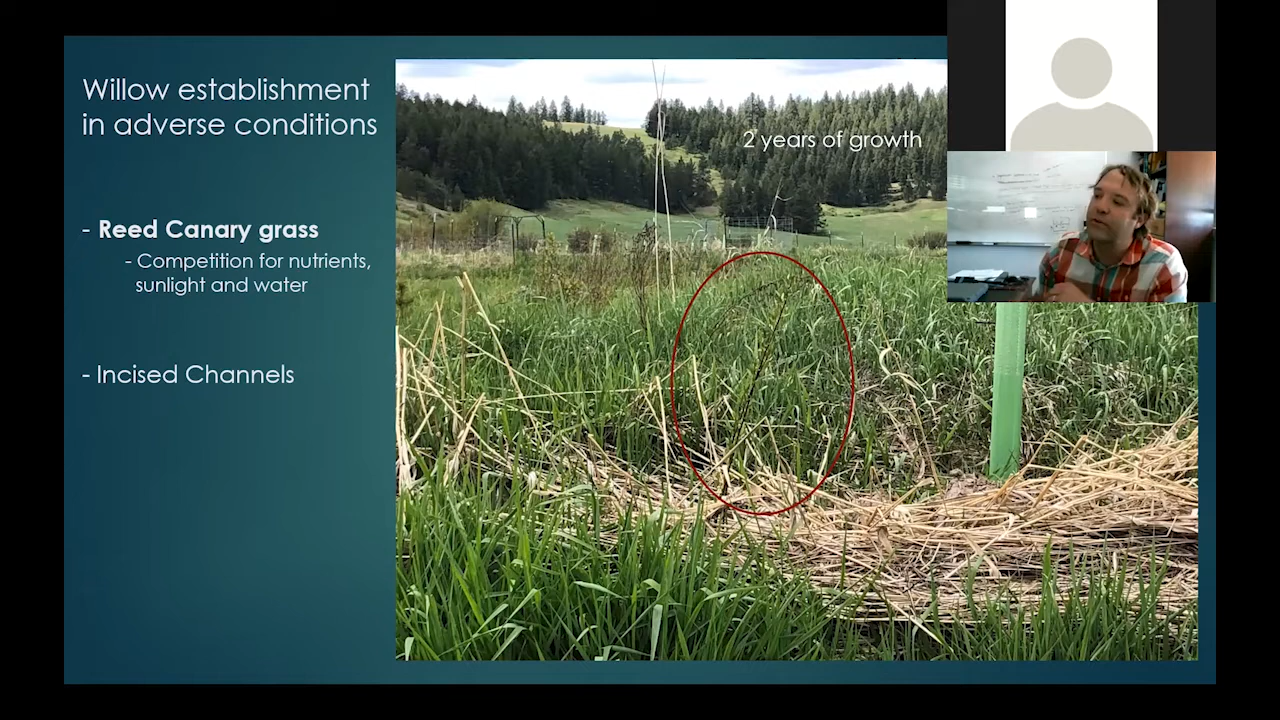 Willow establishment
in adverse conditions
- Reed Canary grass
- Competition for nutrients,
sunlight and water
- Incised Channels
2 years of growth